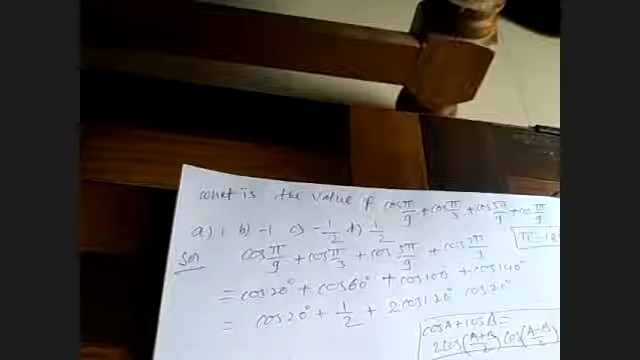 What is the value if cos π/9 + cos π/3 + cos 5π/9 + cos π/9
a) 1 b) -1 c) -1/2 d) 1/2
Sol cos π/9 + cos π/3 + cos 5π/9 + cos 7π/9
= cos 20° + cos 60° + cos 100 + cos 140°
= cos 20° + 1/2 + 2 cos 120° cos 20°
cos A + cos B =
2 cos (A+B/2) cos (A-B/2)